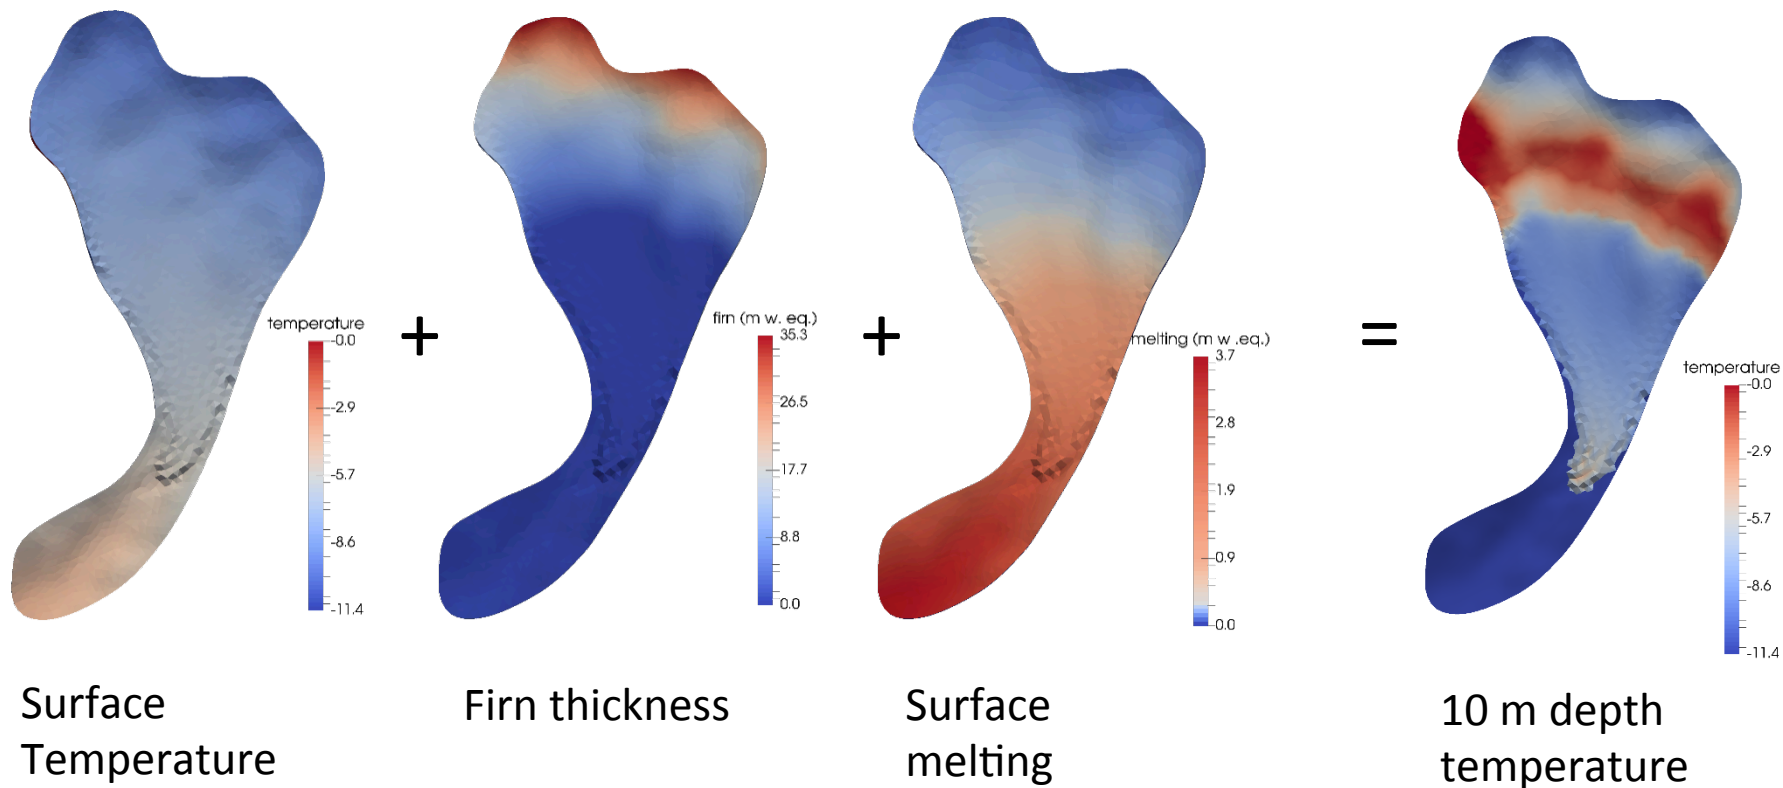 temperature
-0.0
-2.9
-5.7
-8.6
-11.4
+
firn (m w. eq.)
35.3
26.5
17.7
8.8
0.0
+
melting (m w .eq.)
3.7
2.8
1.9
0.9
0.0
=
temperature
-0.0
-2.9
-5.7
-8.6
-11.4
Surface
Temperature
Firn thickness
Surface
melting
10 m depth
temperature